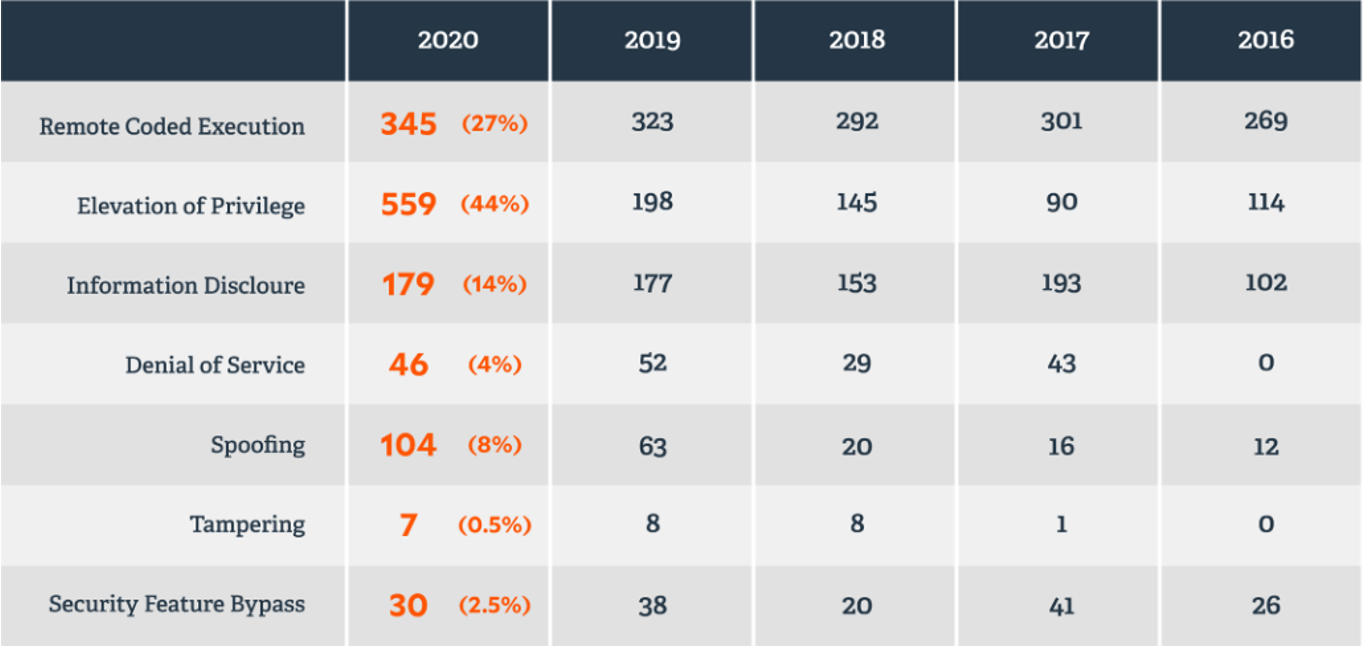 2020 2019 2018 2017 2016
Remote Coded Execution 345 (27%) 323 292 301 269
Elevation of Privilege 559 (44%) 198 145 90 114
Information Discloure 179 (14%) 177 153 193 102
Denial of Service 46 (4%) 52 29 43 0
Spoofing 104 (8%) 63 20 16 12
Tampering 7 (0.5%) 8 8 1 0
Security Feature Bypass 30 (2.5%) 38 20 41 26